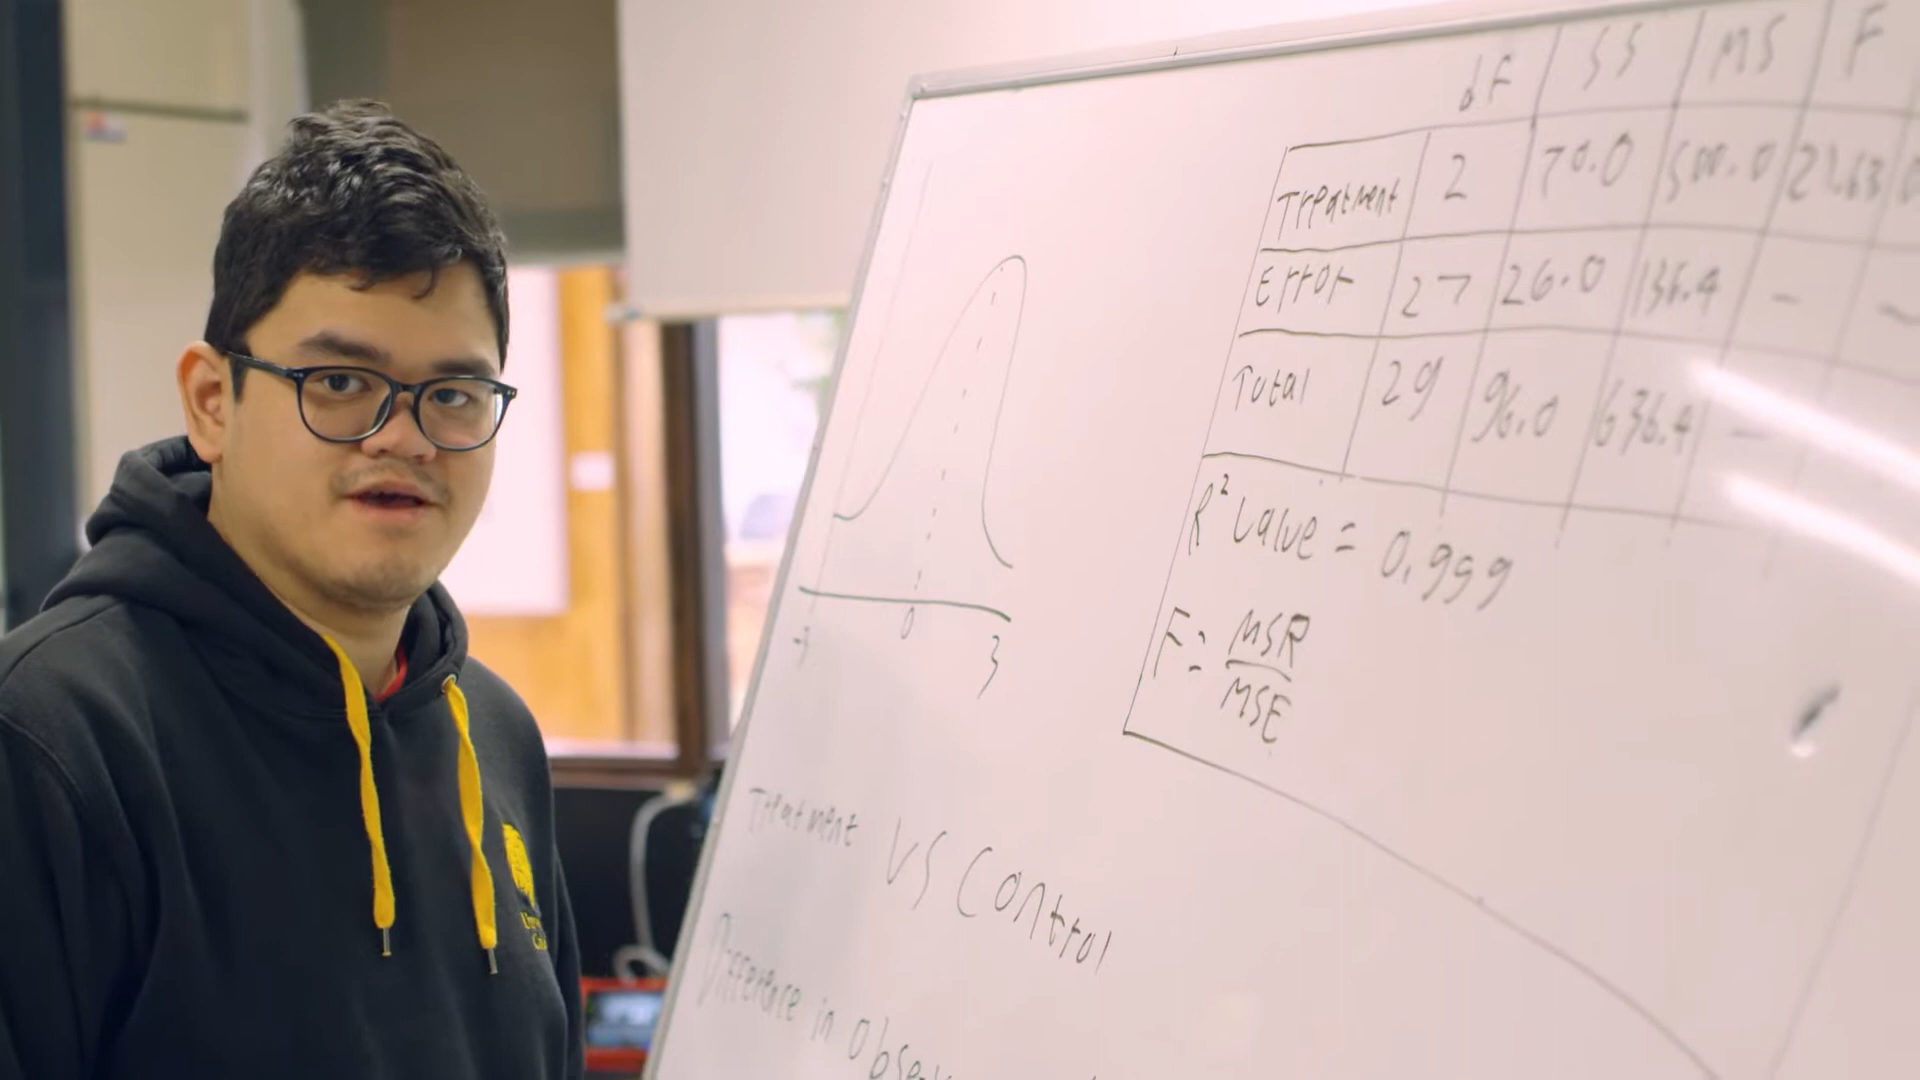 dF SS MS F
Treatment 2 70.0 500.0 21.63
Error 27 26.0 136.4 -
Total 29 96.0 636.4 -
R² Value = 0.999
F = MSR
MSE
-3 0 3
Treatment VS Control
Difference in